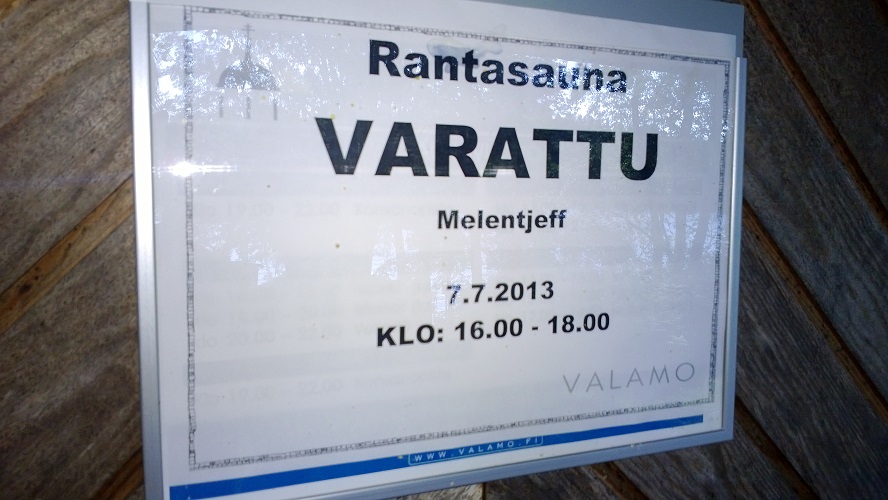 Rantasauna
VARATTU
Melentjeff
7.7.2013
KLO: 16.00 - 18.00
VALAMO
WWW.VALAMO.FI